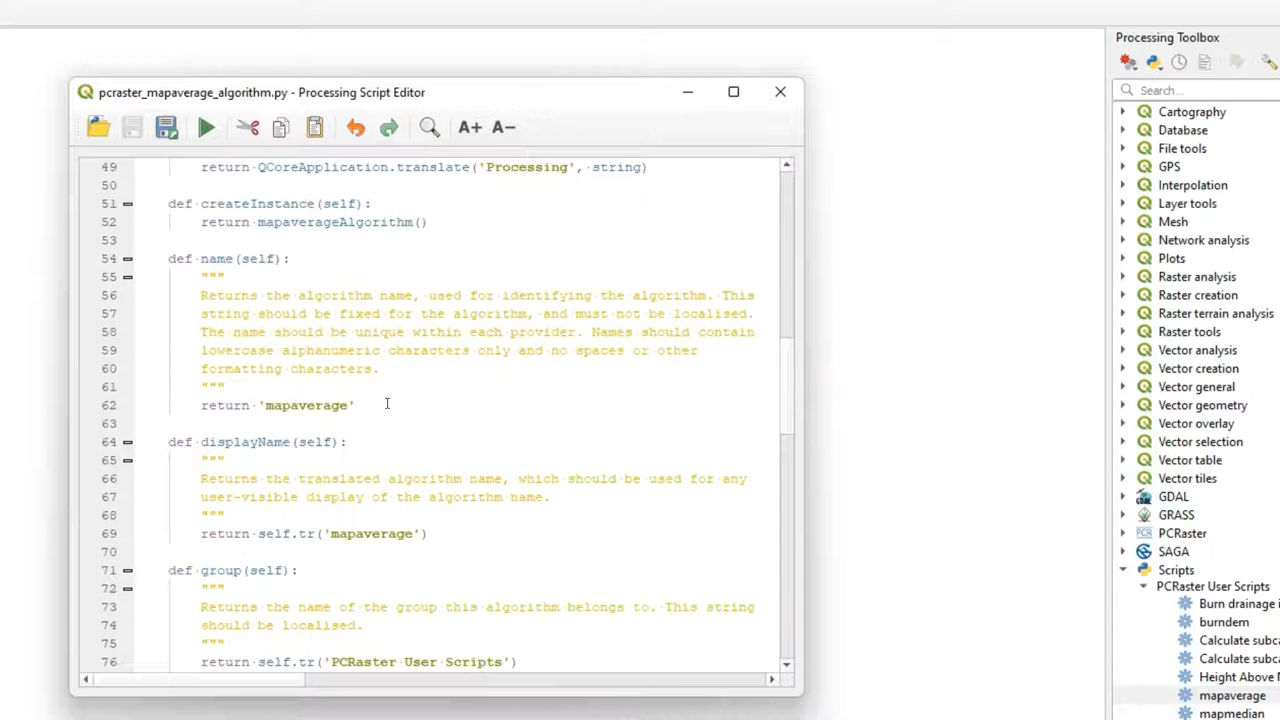 Processing Toolbox
pcraster_mapaverage_algorithm.py - Processing Script Editor
Search...
A+ A-
Cartography
Database
File tools
GPS
Interpolation
Layer tools
Mesh
Network analysis
Plots
Raster analysis
Raster creation
Raster terrain analysis
Raster tools
Vector analysis
Vector creation
Vector general
Vector geometry
Vector overlay
Vector selection
Vector table
Vector tiles
GDAL
GRASS
PCRaster
SAGA
Scripts
PCRaster User Scripts
Burn drainage
burndem
Calculate
Calculate
Height Above
mapaverage
mapmedian
49 return QCoreApplication.translate('Processing', string)
50
51 def createInstance(self):
52 return mapaverageAlgorithm()
53
54 def name(self):
55 """
56 Returns the algorithm name, used for identifying the algorithm. This
57 string should be fixed for the algorithm, and must not be localised.
58 The name should be unique within each provider. Names should contain
59 lowercase alphanumeric characters only and no spaces or other
60 formatting characters.
61 """
62 return 'mapaverage'
63
64 def displayName(self):
65 """
66 Returns the translated algorithm name, which should be used for any
67 user-visible display of the algorithm name.
68 """
69 return self.tr('mapaverage')
70
71 def group(self):
72 """
73 Returns the name of the group this algorithm belongs to. This string
74 should be localised.
75 """
76 return self.tr('PCRaster User Scripts')